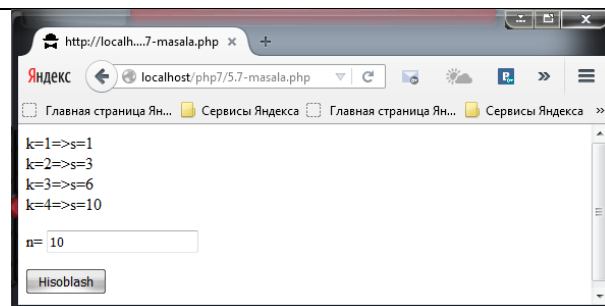 http://localh....7-masala.php × +
Яндекс localhost/php7/5.7-masala.php
Главная страница Ян... Сервисы Яндекса Главная страница Ян... Сервисы Яндекса »
k=1=>s=1
k=2=>s=3
k=3=>s=6
k=4=>s=10
n= 10
Hisoblash